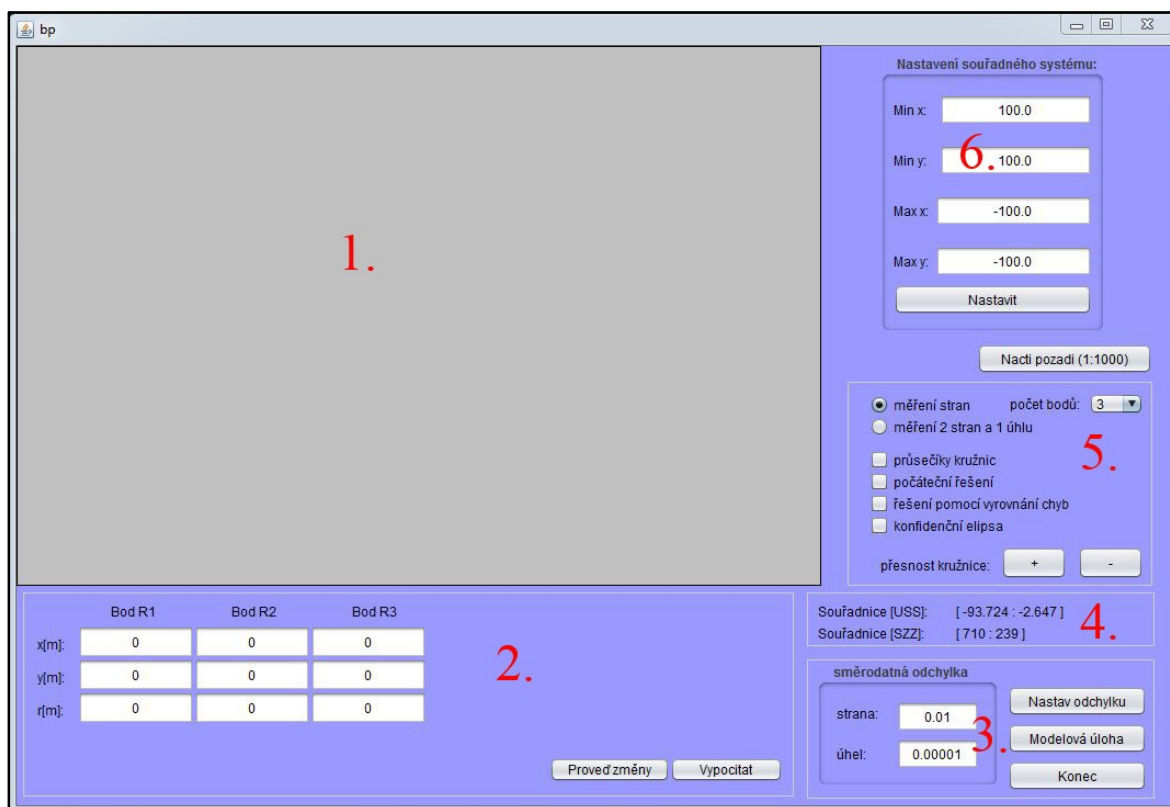 bp
Nastavení souřadného systému:
Min x: 100.0
Min y: 100.0
6.
Max x: -100.0
Max y: -100.0
Nastavit
1.
Nacti pozadi (1:1000)
měření stran počet bodů: 3
měření 2 stran a 1 úhlu
5.
průsečíky kružnic
počáteční řešení
řešení pomocí vyrovnání chyb
konfidenční elipsa
přesnost kružnice: + -
Bod R1 Bod R2 Bod R3
x[m]: 0 0 0
y[m]: 0 0 0
r[m]: 0 0 0
2.
Proveď změny Vypocitat
Souřadnice [USS]: [ -93.724 : -2.647 ]
Souřadnice [SZZ]: [ 710 : 239 ]
4.
směrodatná odchylka
strana: 0.01
úhel: 0.00001
3.
Nastav odchylku
Modelová úloha
Konec